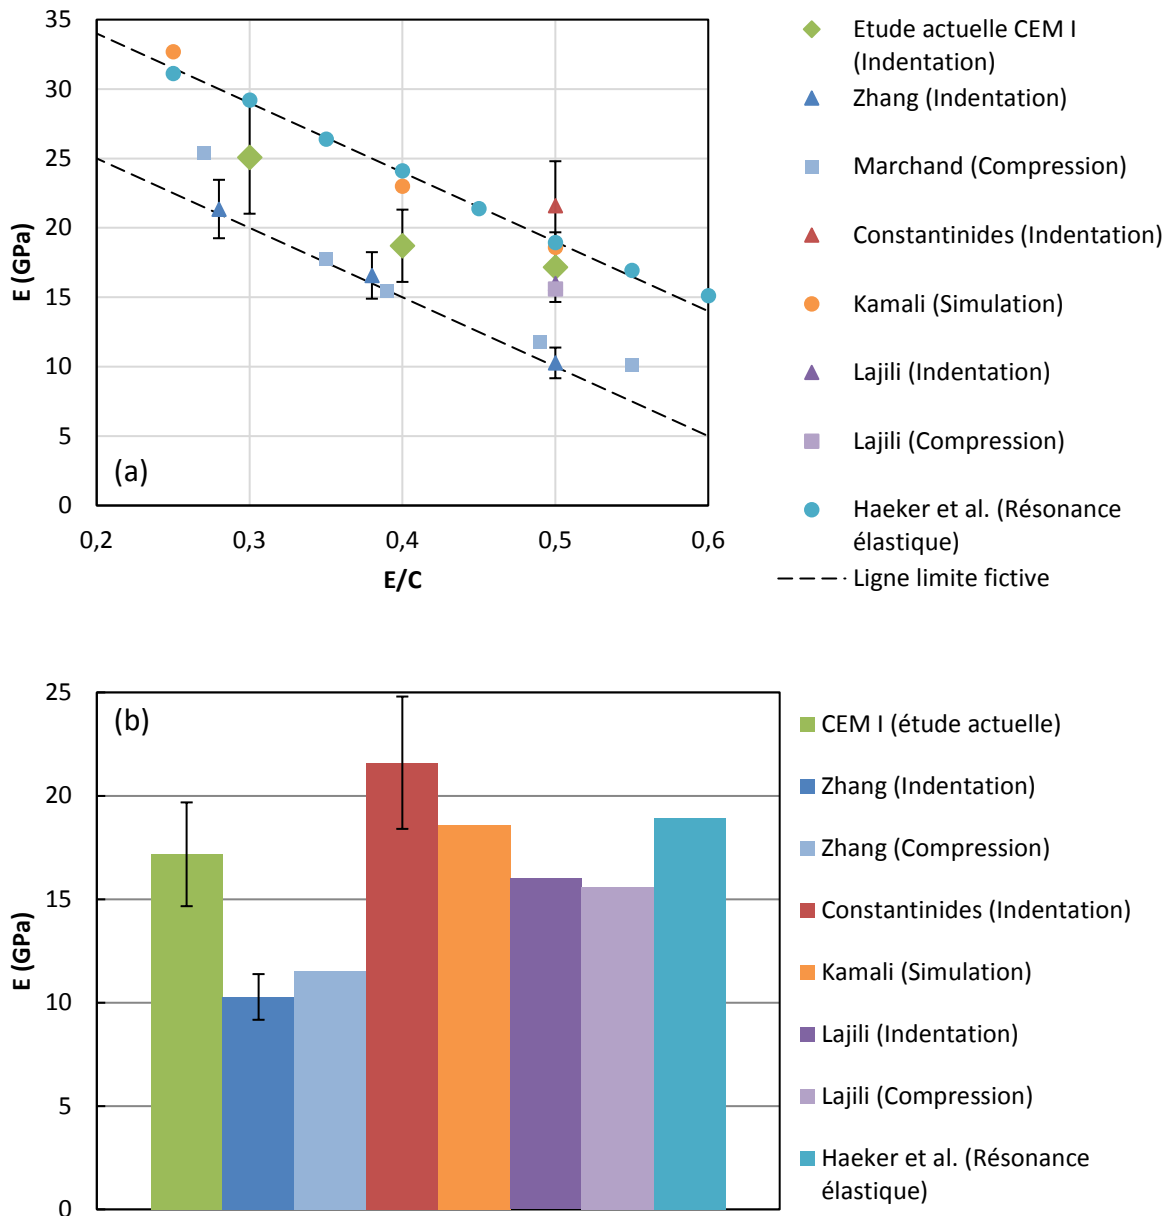 35
30
25
20
15
10
5
0
E (GPa)
(a)
0,2
0,3
0,4
0,5
0,6
E/C
Etude actuelle CEM I
(Indentation)
Zhang (Indentation)
Marchand (Compression)
Constantinides (Indentation)
Kamali (Simulation)
Lajili (Indentation)
Lajili (Compression)
Haeker et al. (Résonance
élastique)
Ligne limite fictive
25
20
15
10
5
0
E (GPa)
(b)
CEM I (étude actuelle)
Zhang (Indentation)
Zhang (Compression)
Constantinides (Indentation)
Kamali (Simulation)
Lajili (Indentation)
Lajili (Compression)
Haeker et al. (Résonance
élastique)